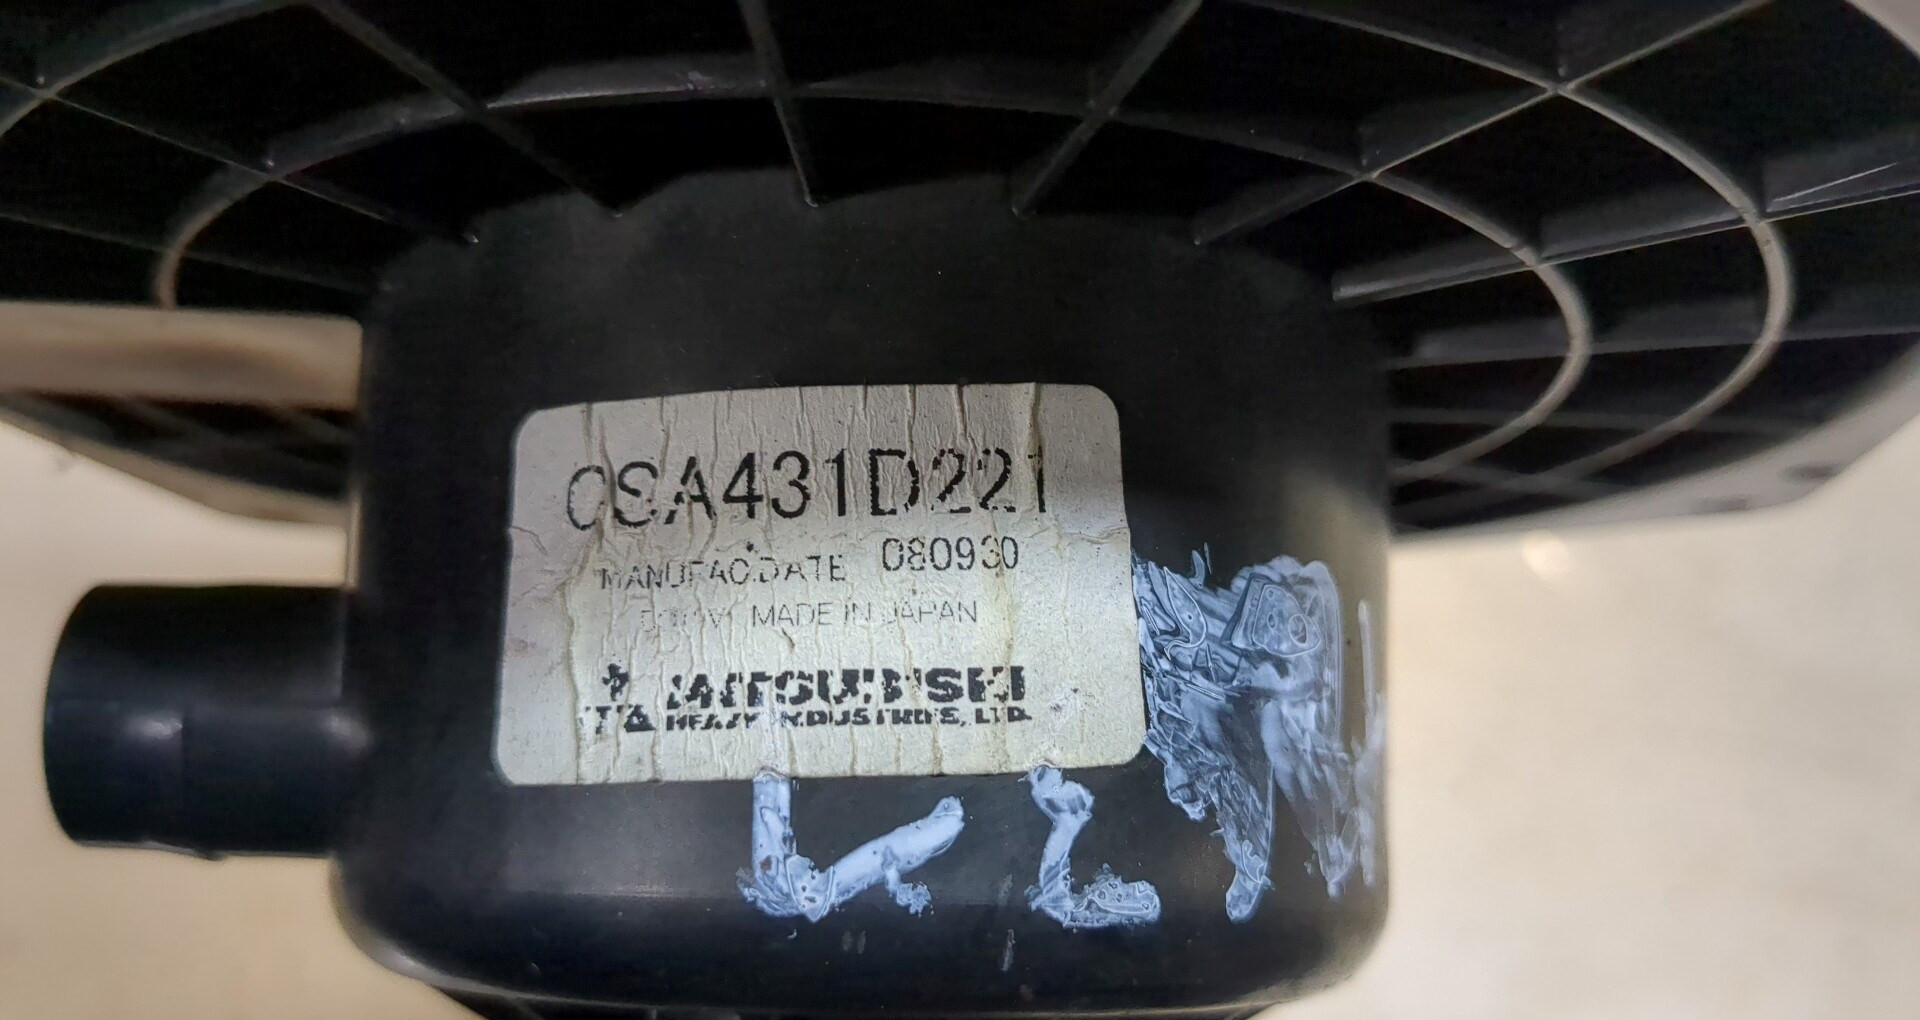 CSA431D221
MANUFAC.DATE 080930
MADE IN JAPAN
MITSUBISHI
HEAVY INDUSTRIES, LTD.